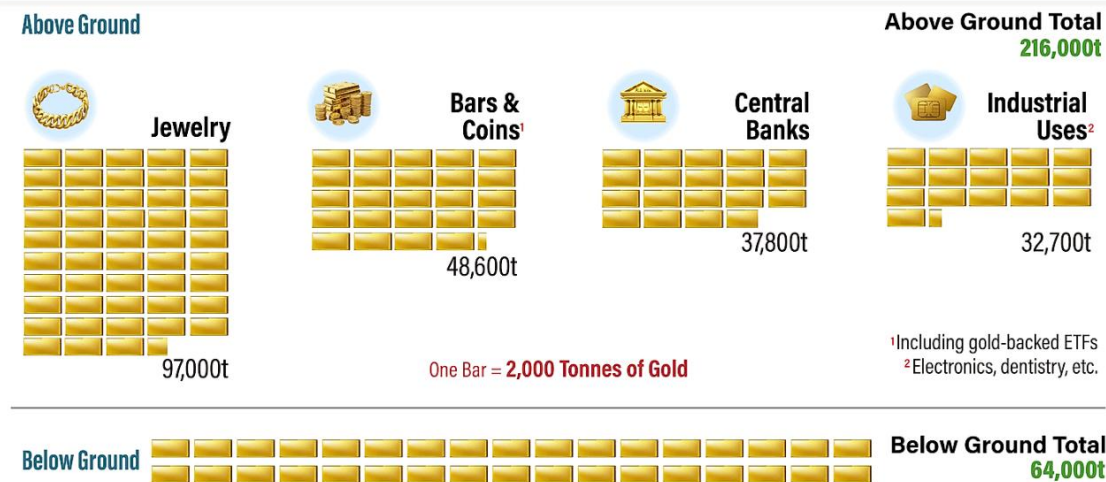 Above Ground
Above Ground Total
216,000t
Jewelry
97,000t
Bars &
Coins¹
48,600t
Central
Banks
37,800t
Industrial
Uses²
32,700t
One Bar = 2,000 Tonnes of Gold
¹Including gold-backed ETFs
²Electronics, dentistry, etc.
Below Ground
Below Ground Total
64,000t